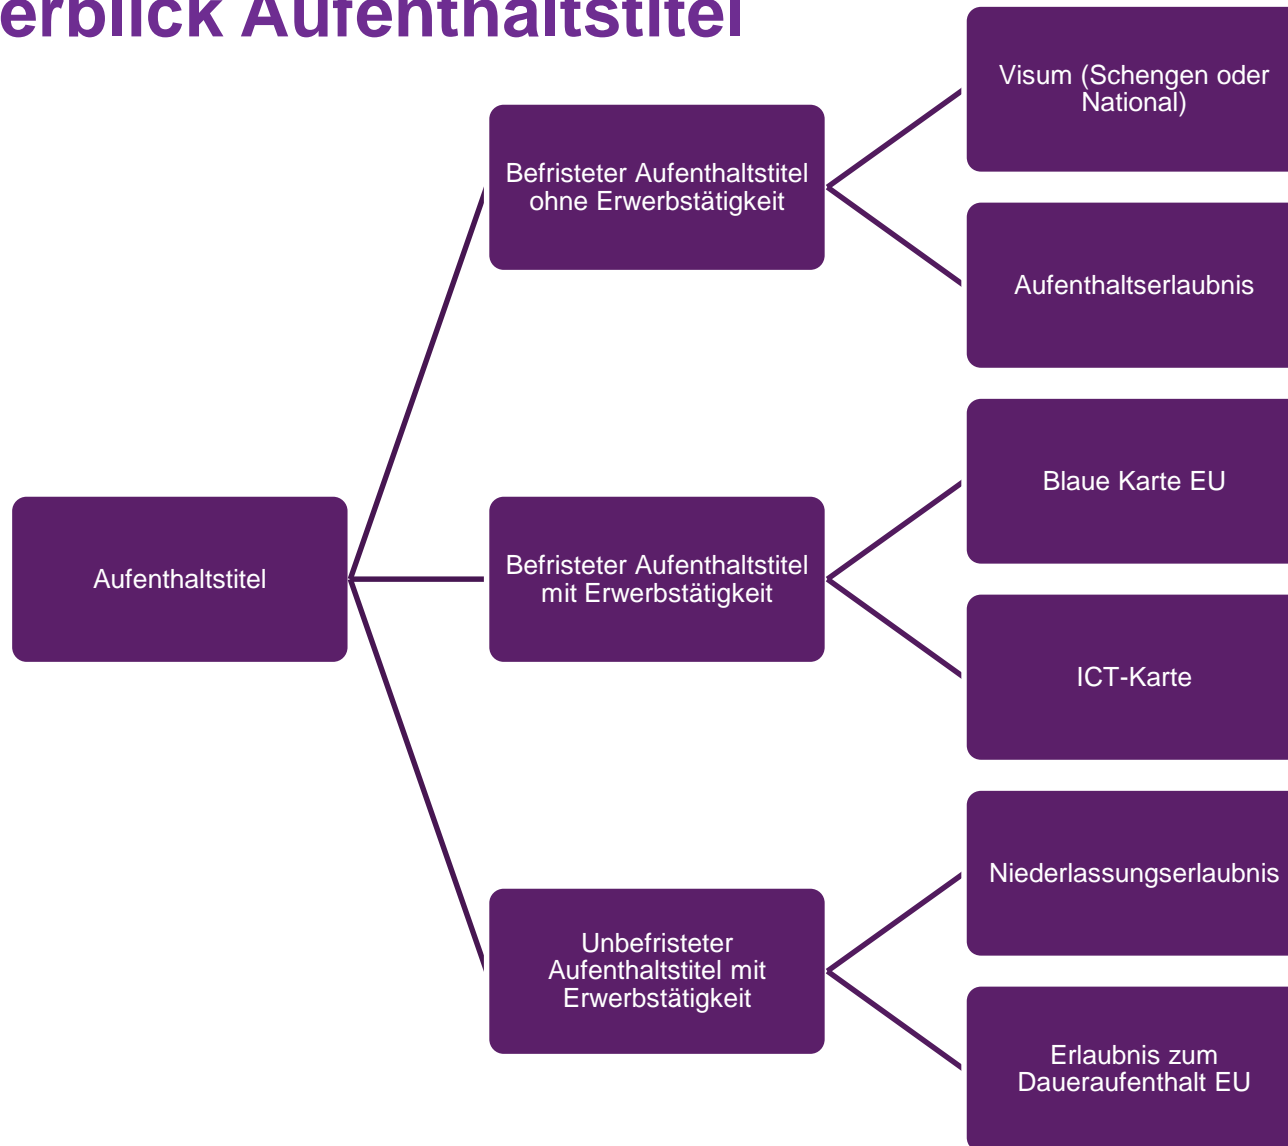 erblick Aufenthaltstitel
Visum (Schengen oder
National)
Befristeter Aufenthaltstitel
ohne Erwerbstätigkeit
Aufenthaltserlaubnis
Blaue Karte EU
Aufenthaltstitel
Befristeter Aufenthaltstitel
mit Erwerbstätigkeit
ICT-Karte
Niederlassungserlaubnis
Unbefristeter
Aufenthaltstitel mit
Erwerbstätigkeit
Erlaubnis zum
Daueraufenthalt EU